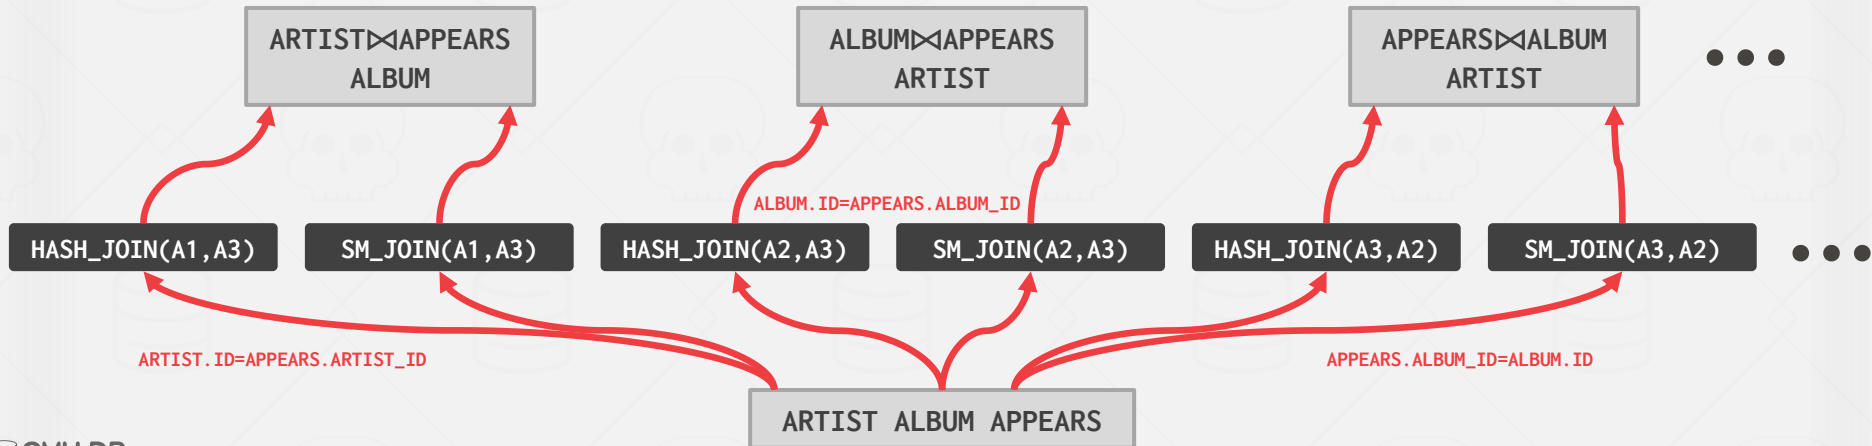 ARTIST⋈APPEARS
ALBUM
ALBUM⋈APPEARS
ARTIST
APPEARS⋈ALBUM
ARTIST
•••
ALBUM.ID=APPEARS.ALBUM_ID
HASH_JOIN(A1,A3)
SM_JOIN(A1,A3)
HASH_JOIN(A2,A3)
SM_JOIN(A2,A3)
HASH_JOIN(A3,A2)
SM_JOIN(A3,A2)
•••
ARTIST.ID=APPEARS.ARTIST_ID
APPEARS.ALBUM_ID=ALBUM.ID
ARTIST ALBUM APPEARS